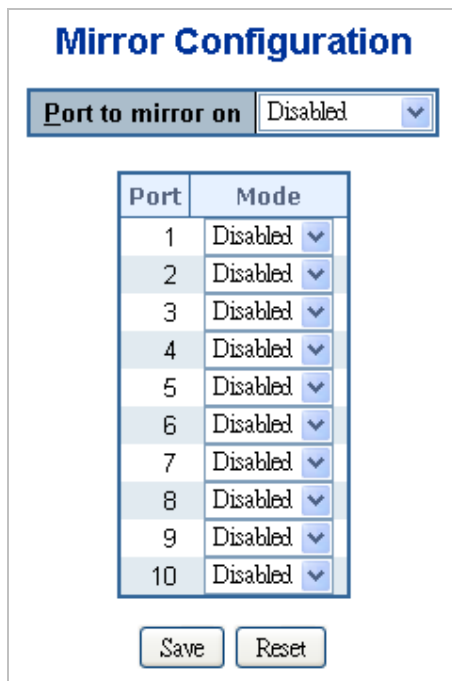 Mirror Configuration
Port to mirror on Disabled
Port Mode
1 Disabled
2 Disabled
3 Disabled
4 Disabled
5 Disabled
6 Disabled
7 Disabled
8 Disabled
9 Disabled
10 Disabled
Save Reset